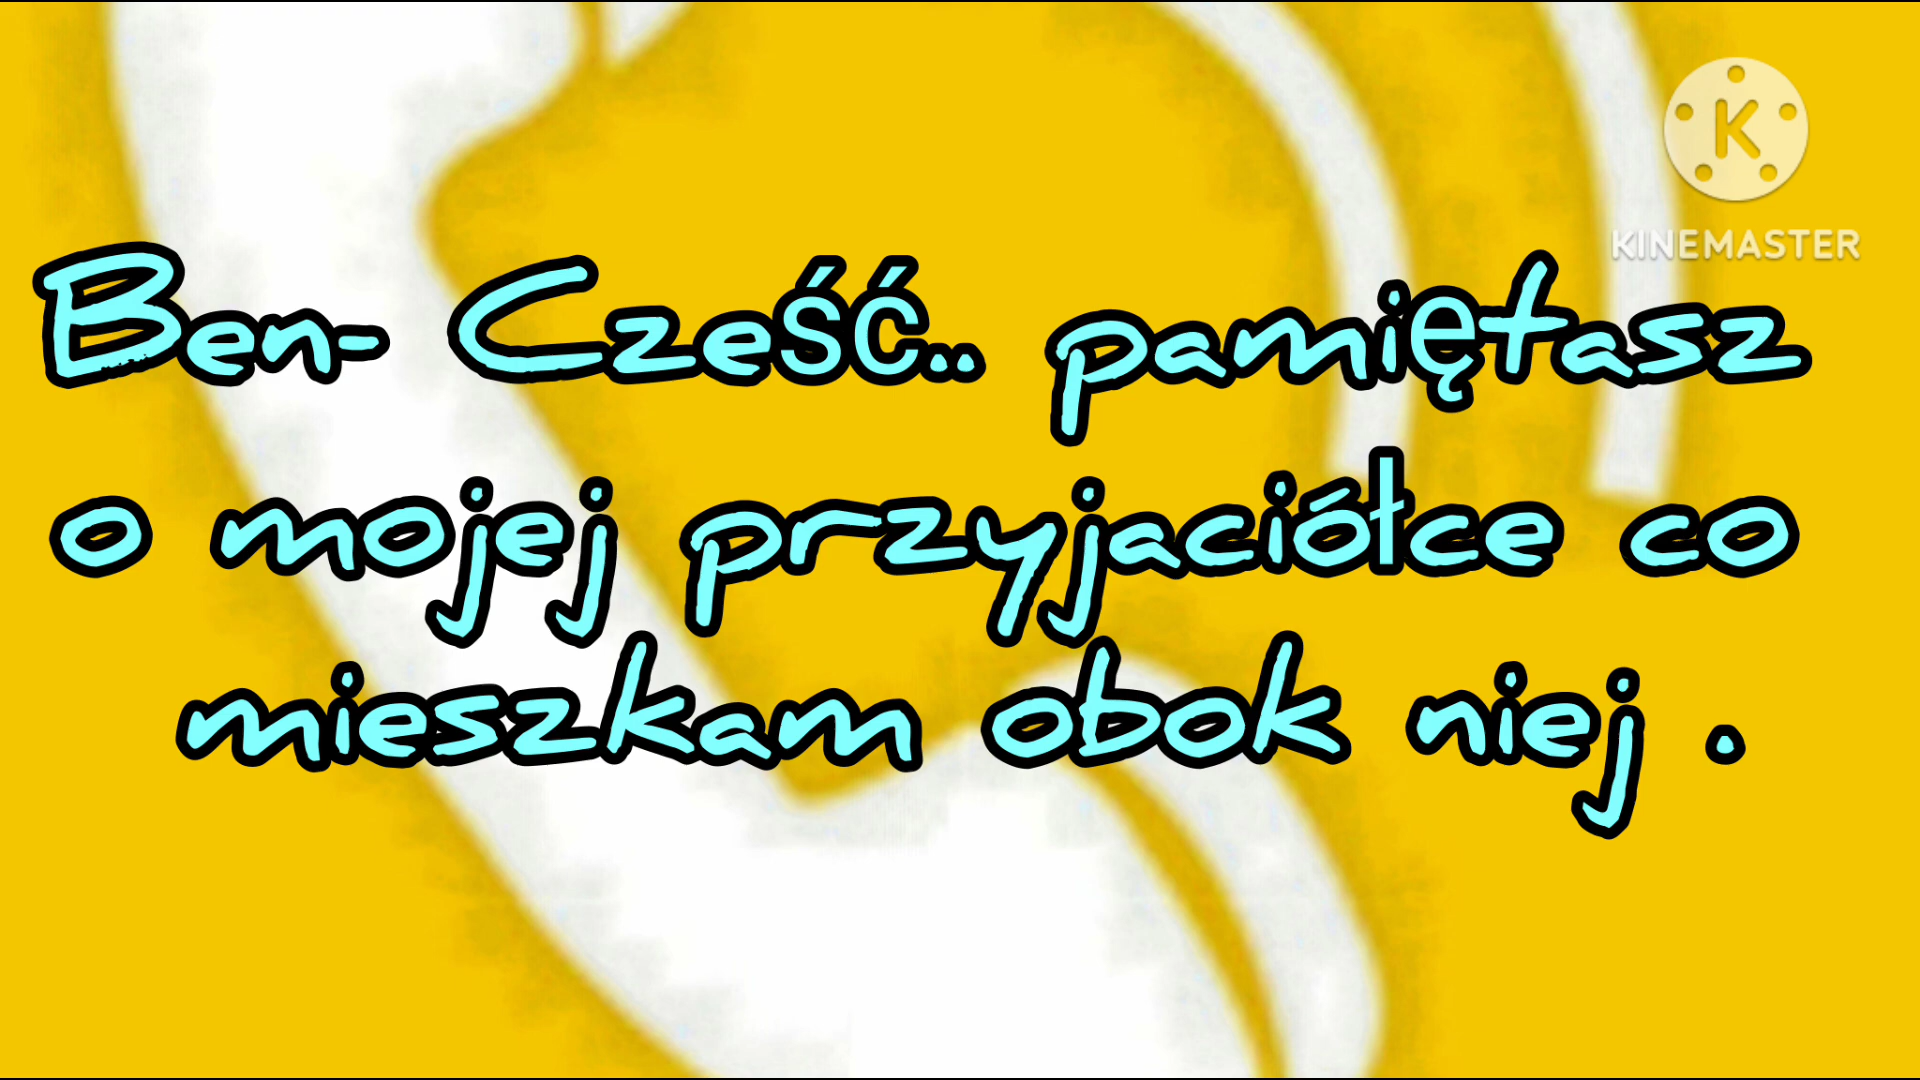 K
KINEMASTER
Ben- Cześć.. pamiętasz
o mojej przyjaciółce co
mieszkam obok niej .